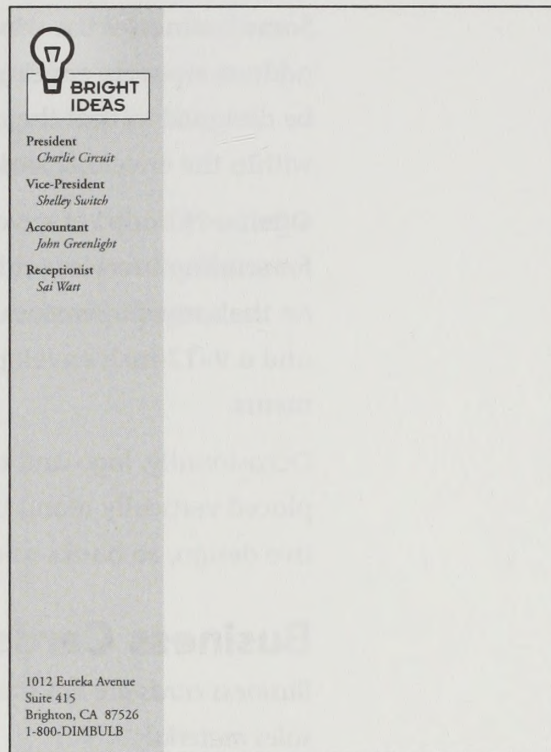 BRIGHT
IDEAS
President
Charlie Circuit
Vice-President
Shelley Switch
Accountant
John Greenlight
Receptionist
Sai Watt
1012 Eureka Avenue
Suite 415
Brighton, CA 87526
1-800-DIMBULB